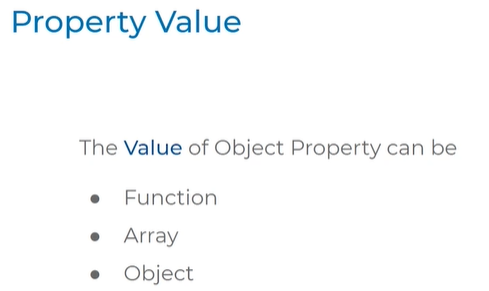 Property Value
The Value of Object Property can be
● Function
● Array
● Object